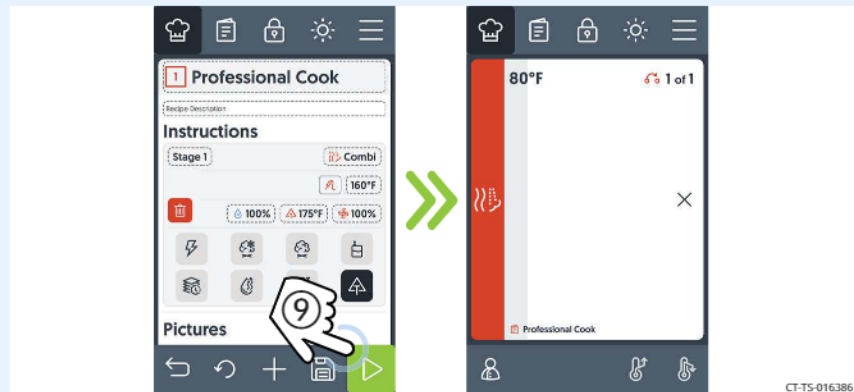 1 Professional Cook
Recipe Description
Instructions
Stage 1
Combi
160°F
100%
175°F
100%
9
Pictures
80°F
1 of 1
Professional Cook
CT-TS-016386